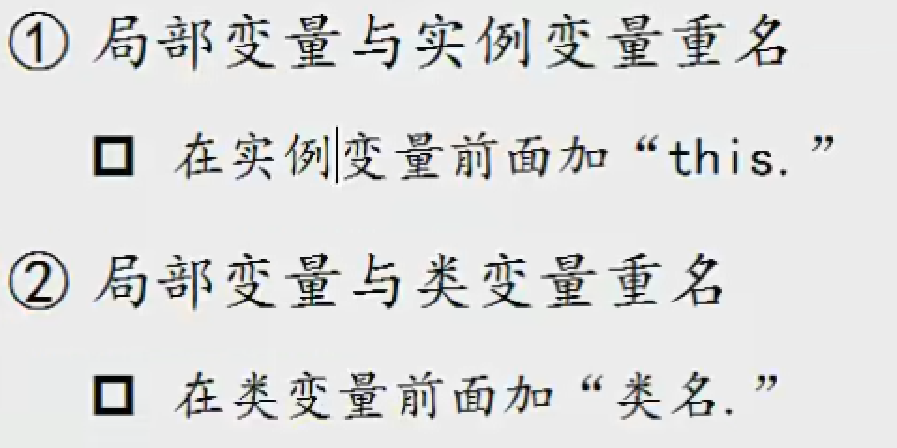 ① 局部变量与实例变量重名
在实例变量前面加“this.”
② 局部变量与类变量重名
在类变量前面加“类名.”